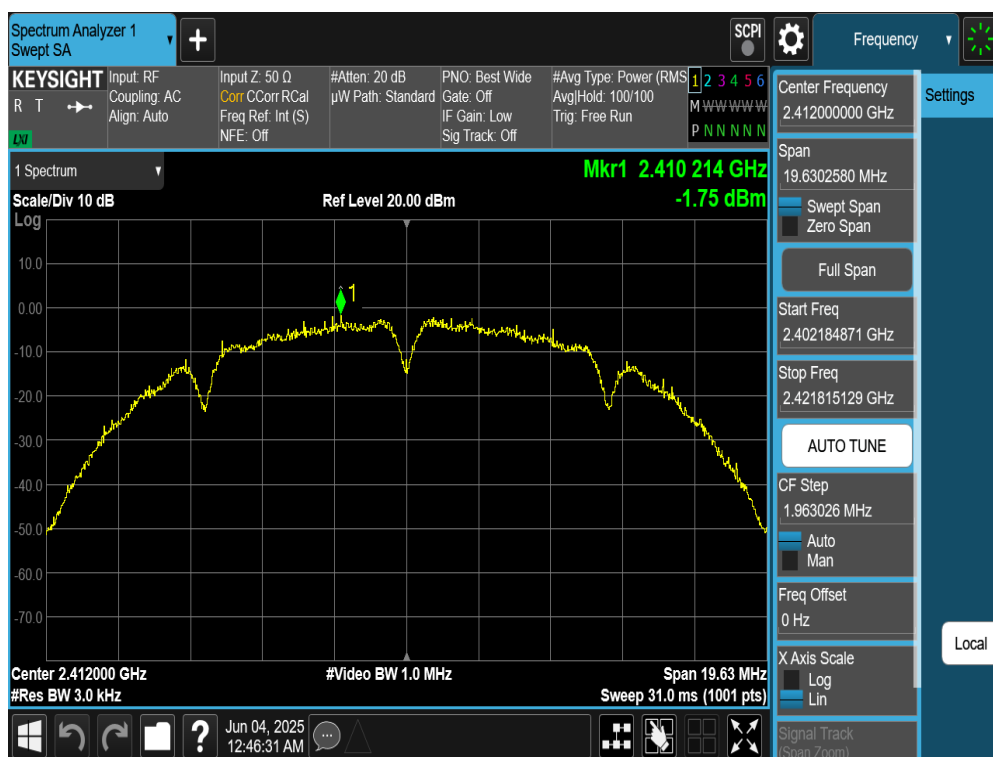 Spectrum Analyzer 1
Swept SA
+
SCPI
Frequency
KEYSIGHT
R T
LXI
Input: RF
Coupling: AC
Align: Auto
Input Z: 50 Ω
Corr CCorr RCal
Freq Ref: Int (S)
NFE: Off
#Atten: 20 dB
µW Path: Standard
PNO: Best Wide
Gate: Off
IF Gain: Low
Sig Track: Off
#Avg Type: Power (RMS
Avg|Hold: 100/100
Trig: Free Run
1 2 3 4 5 6
M W W W W W
P N N N N N
1 Spectrum
Mkr1 2.410 214 GHz
-1.75 dBm
Scale/Div 10 dB
Ref Level 20.00 dBm
Log
10.0
0.00
-10.0
-20.0
-30.0
-40.0
-50.0
-60.0
-70.0
1
Center 2.412000 GHz
#Video BW 1.0 MHz
Span 19.63 MHz
#Res BW 3.0 kHz
Sweep 31.0 ms (1001 pts)
Center Frequency
2.412000000 GHz
Settings
Span
19.6302580 MHz
Swept Span
Zero Span
Full Span
Start Freq
2.402184871 GHz
Stop Freq
2.421815129 GHz
AUTO TUNE
CF Step
1.963026 MHz
Auto
Man
Freq Offset
0 Hz
Local
X Axis Scale
Log
Lin
Signal Track
(Span Zoom)
?
Jun 04, 2025
12:46:31 AM